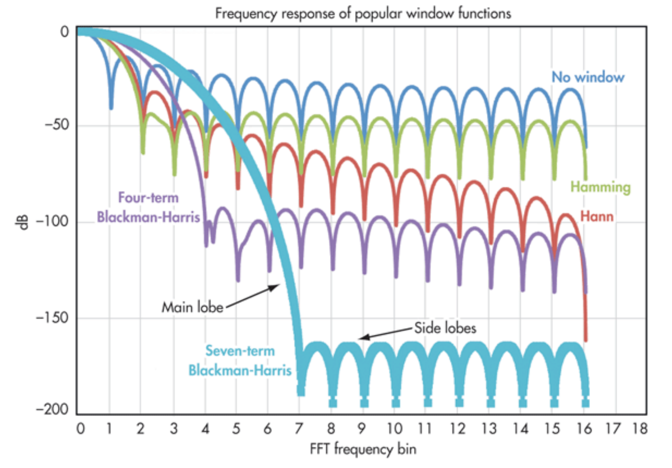 Frequency response of popular window functions
0
No window
−50
Hamming
Four-term
Blackman-Harris
Hann
dB
−100
Main lobe
−150
Side lobes
Seven-term
Blackman-Harris
−200
0 1 2 3 4 5 6 7 8 9 10 11 12 13 14 15 16 17 18
FFT frequency bin